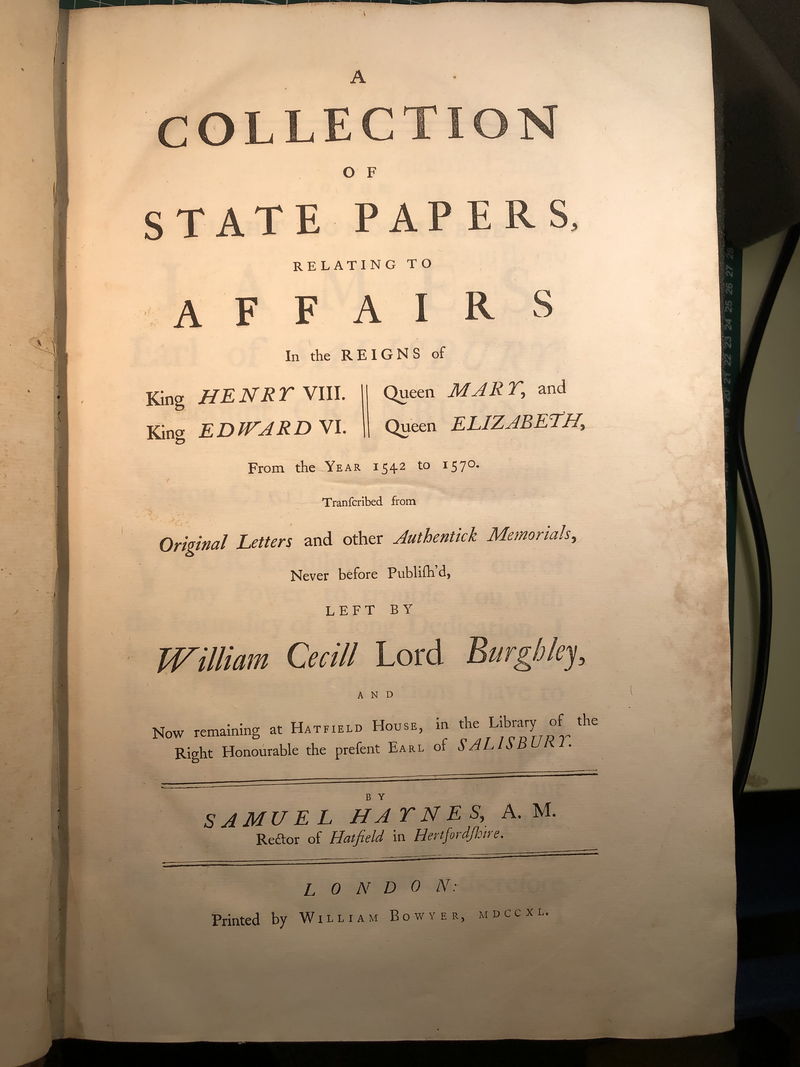 A
COLLECTION
OF
STATE PAPERS,
RELATING TO
AFFAIRS
In the REIGNS of
King HENRY VIII. ‖ Queen MARY, and
King EDWARD VI. ‖ Queen ELIZABETH,
From the YEAR 1542 to 1570.
Tranſcribed from
Original Letters and other Authentick Memorials,
Never before Publiſh'd,
LEFT BY
William Cecill Lord Burghley,
AND
Now remaining at HATFIELD HOUSE, in the Library of the
Right Honourable the preſent EARL of SALISBURY.
BY
SAMUEL HAYNES, A. M.
Rector of Hatfield in Hertfordſhire.
LONDON:
Printed by WILLIAM BOWYER, MDCCXL.